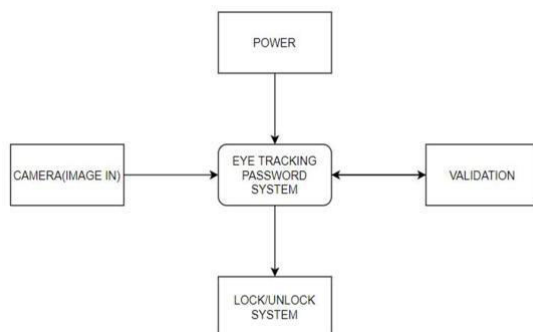 POWER
CAMERA(IMAGE IN)
EYE TRACKING
PASSWORD
SYSTEM
VALIDATION
LOCK/UNLOCK
SYSTEM